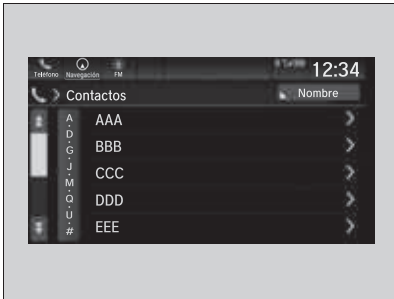 12:34
Teléfono Navegación FM
Contactos
Nombre
A
D
G
J
M
Q
U
#
AAA
BBB
CCC
DDD
EEE